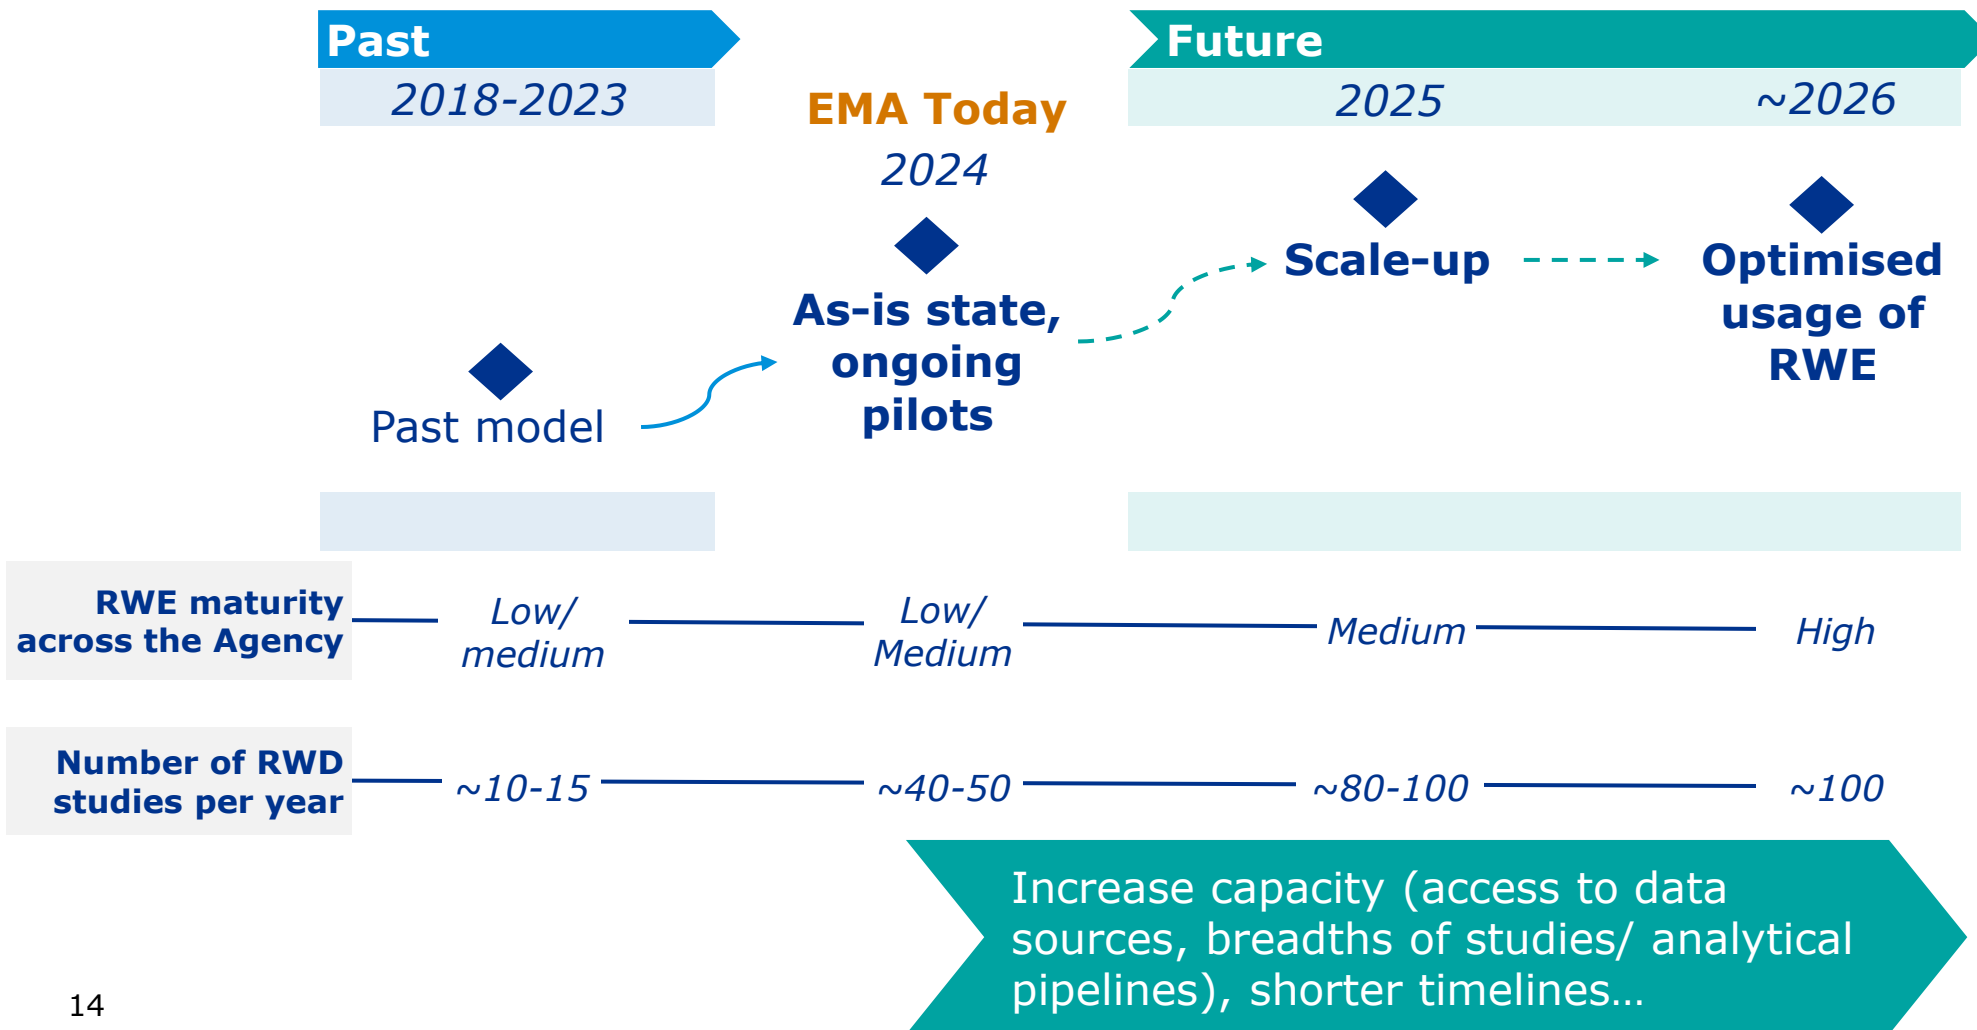 Past
Future
2018-2023
EMA Today
2024
2025
~2026
Past model
As-is state,
ongoing
pilots
Scale-up
Optimised
usage of
RWE
RWE maturity
across the Agency
Low/
medium
Low/
Medium
Medium
High
Number of RWD
studies per year
~10-15
~40-50
~80-100
~100
Increase capacity (access to data
sources, breadths of studies/ analytical
pipelines), shorter timelines…
14